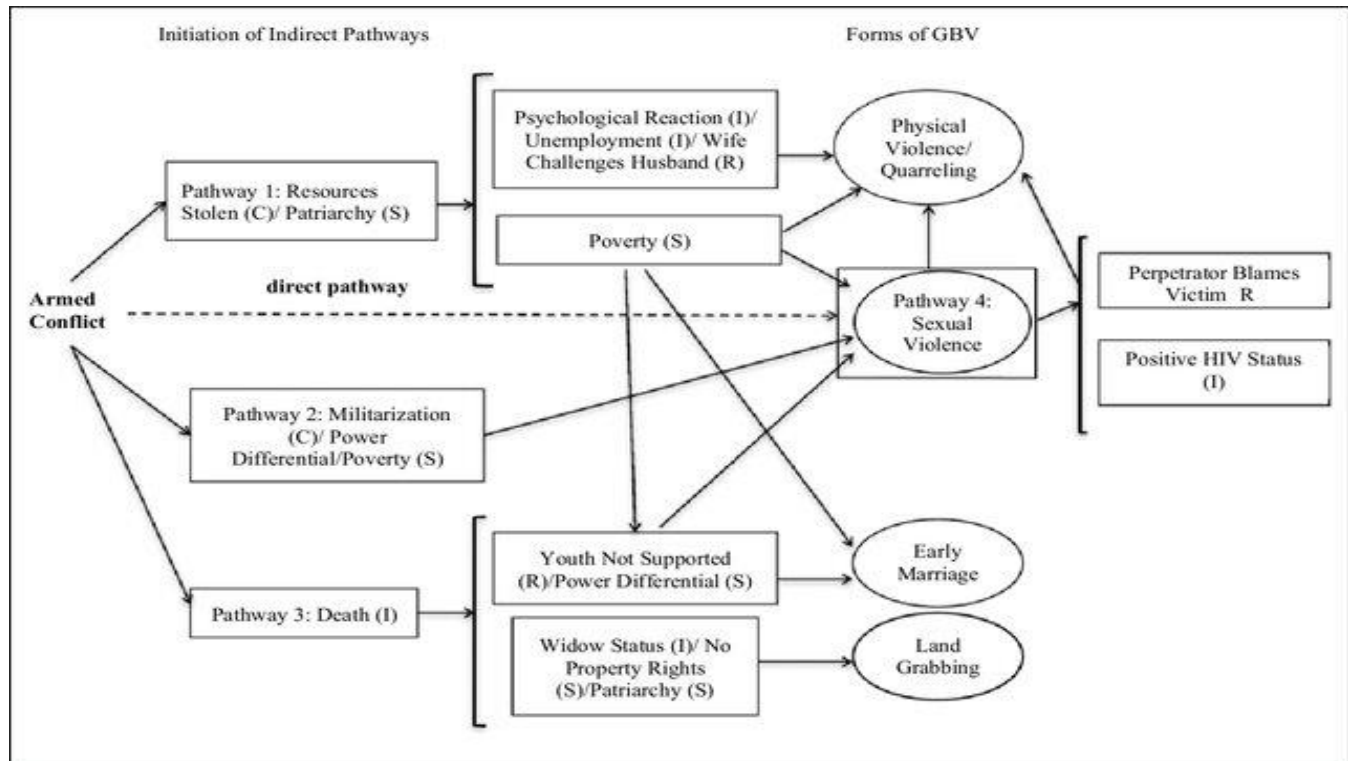 Initiation of Indirect Pathways
Forms of GBV
Psychological Reaction (I)/
Unemployment (I)/ Wife
Challenges Husband (R)
Physical
Violence/
Quarreling
Pathway 1: Resources
Stolen (C)/ Patriarchy (S)
Poverty (S)
direct pathway
Armed
Conflict
Pathway 4:
Sexual
Violence
Perpetrator Blames
Victim R
Positive HIV Status
(I)
Pathway 2: Militarization
(C)/ Power
Differential/Poverty (S)
Youth Not Supported
(R)/Power Differential (S)
Early
Marriage
Pathway 3: Death (I)
Widow Status (I)/ No
Property Rights
(S)/Patriarchy (S)
Land
Grabbing